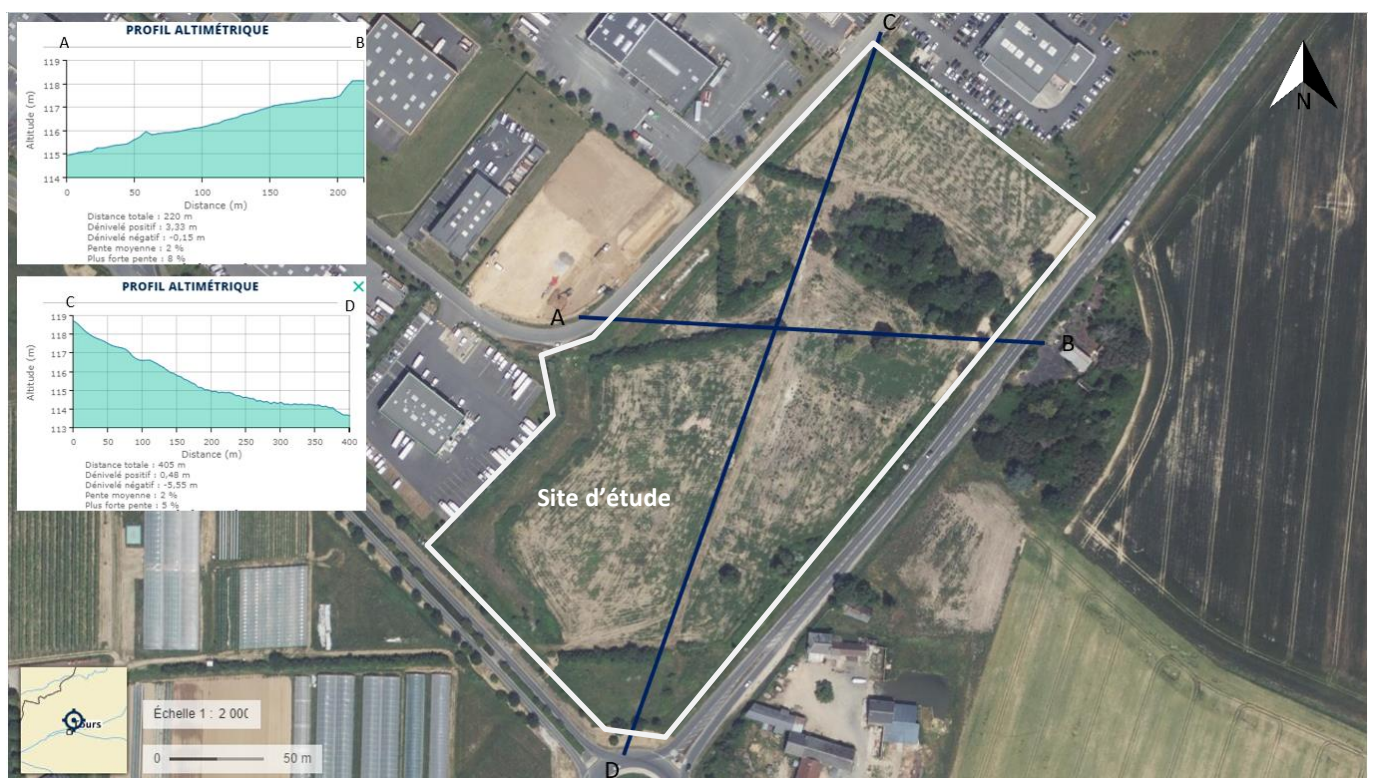 PROFIL ALTIMÉTRIQUE
A
B
119
118
117
116
115
114
Altitude (m)
0
50
100
150
200
Distance (m)
Distance totale : 220 m
Dénivelé positif : 3,33 m
Dénivelé négatif : -0,15 m
Pente moyenne : 2 %
Plus forte pente : 8 %
PROFIL ALTIMÉTRIQUE
C
D
119
118
117
116
115
114
113
Altitude (m)
0
50
100
150
200
250
300
350
400
Distance (m)
Distance totale : 405 m
Dénivelé positif : 0,48 m
Dénivelé négatif : -5,55 m
Pente moyenne : 2 %
Plus forte pente : 5 %
C
N
A
B
Site d'étude
D
Échelle 1 : 2 000
0
50 m